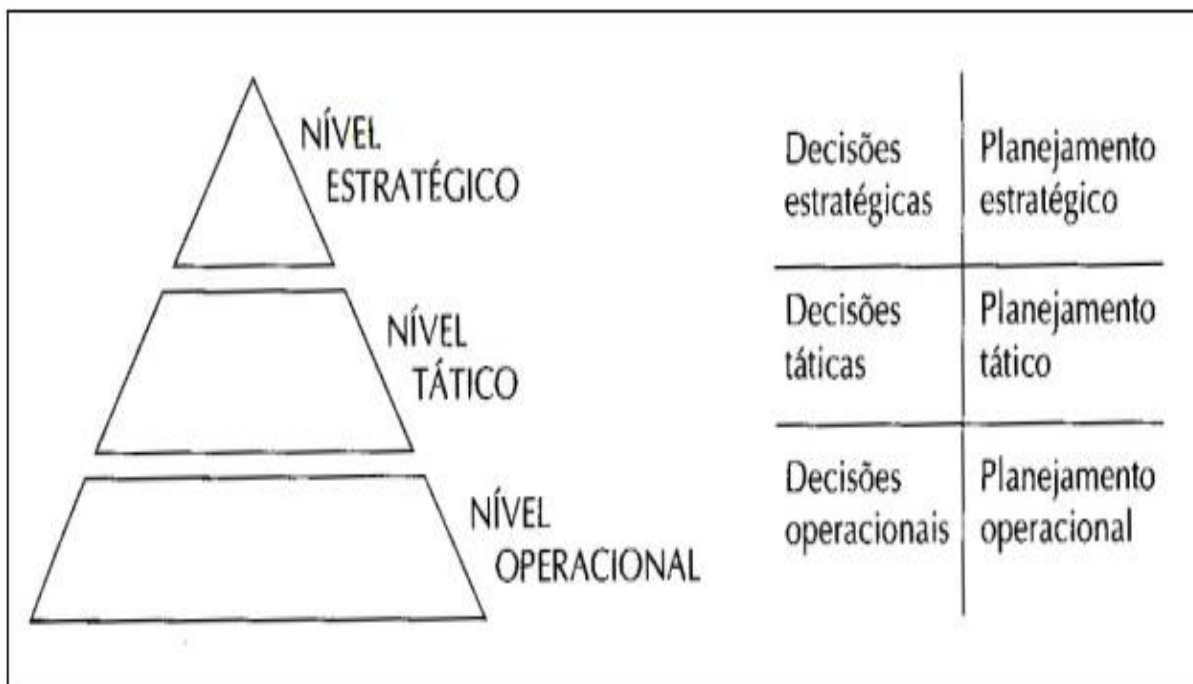 NÍVEL
ESTRATÉGICO
NÍVEL
TÁTICO
NÍVEL
OPERACIONAL
Decisões
estratégicas
Planejamento
estratégico
Decisões
táticas
Planejamento
tático
Decisões
operacionais
Planejamento
operacional